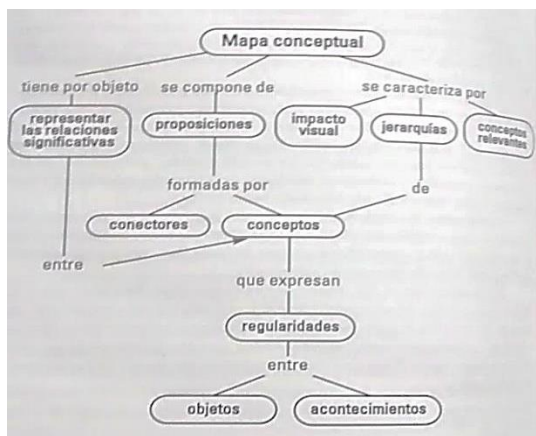 Mapa conceptual
tiene por objeto
se compone de
se caracteriza por
representar
las relaciones
significativas
proposiciones
impacto
visual
jerarquías
conceptos
relevantes
formadas por
de
conectores
conceptos
entre
que expresan
regularidades
entre
objetos
acontecimientos